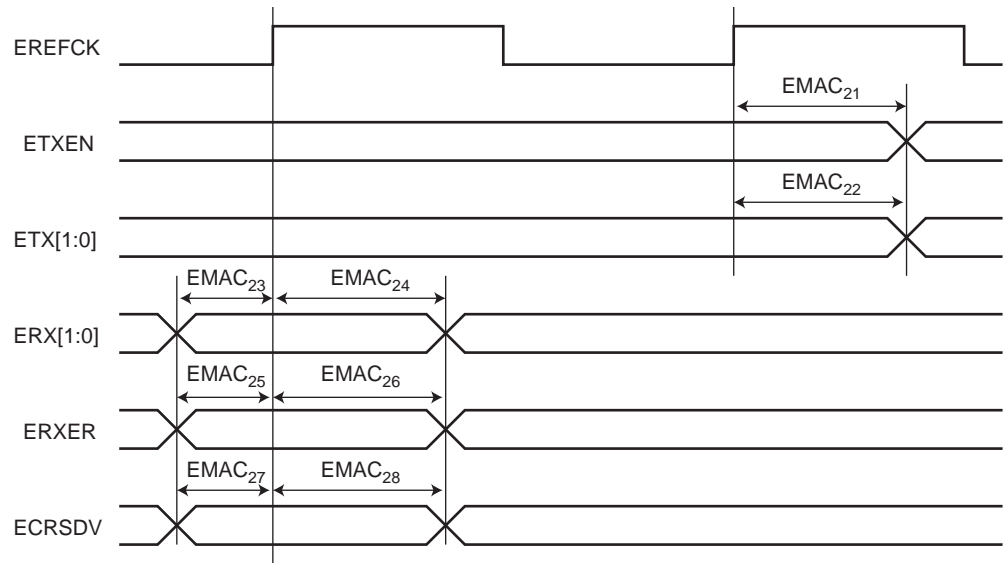 EREFCK
EMAC21
ETXEN
EMAC22
ETX[1:0]
EMAC23 EMAC24
ERX[1:0]
EMAC25 EMAC26
ERXER
EMAC27 EMAC28
ECRSDV